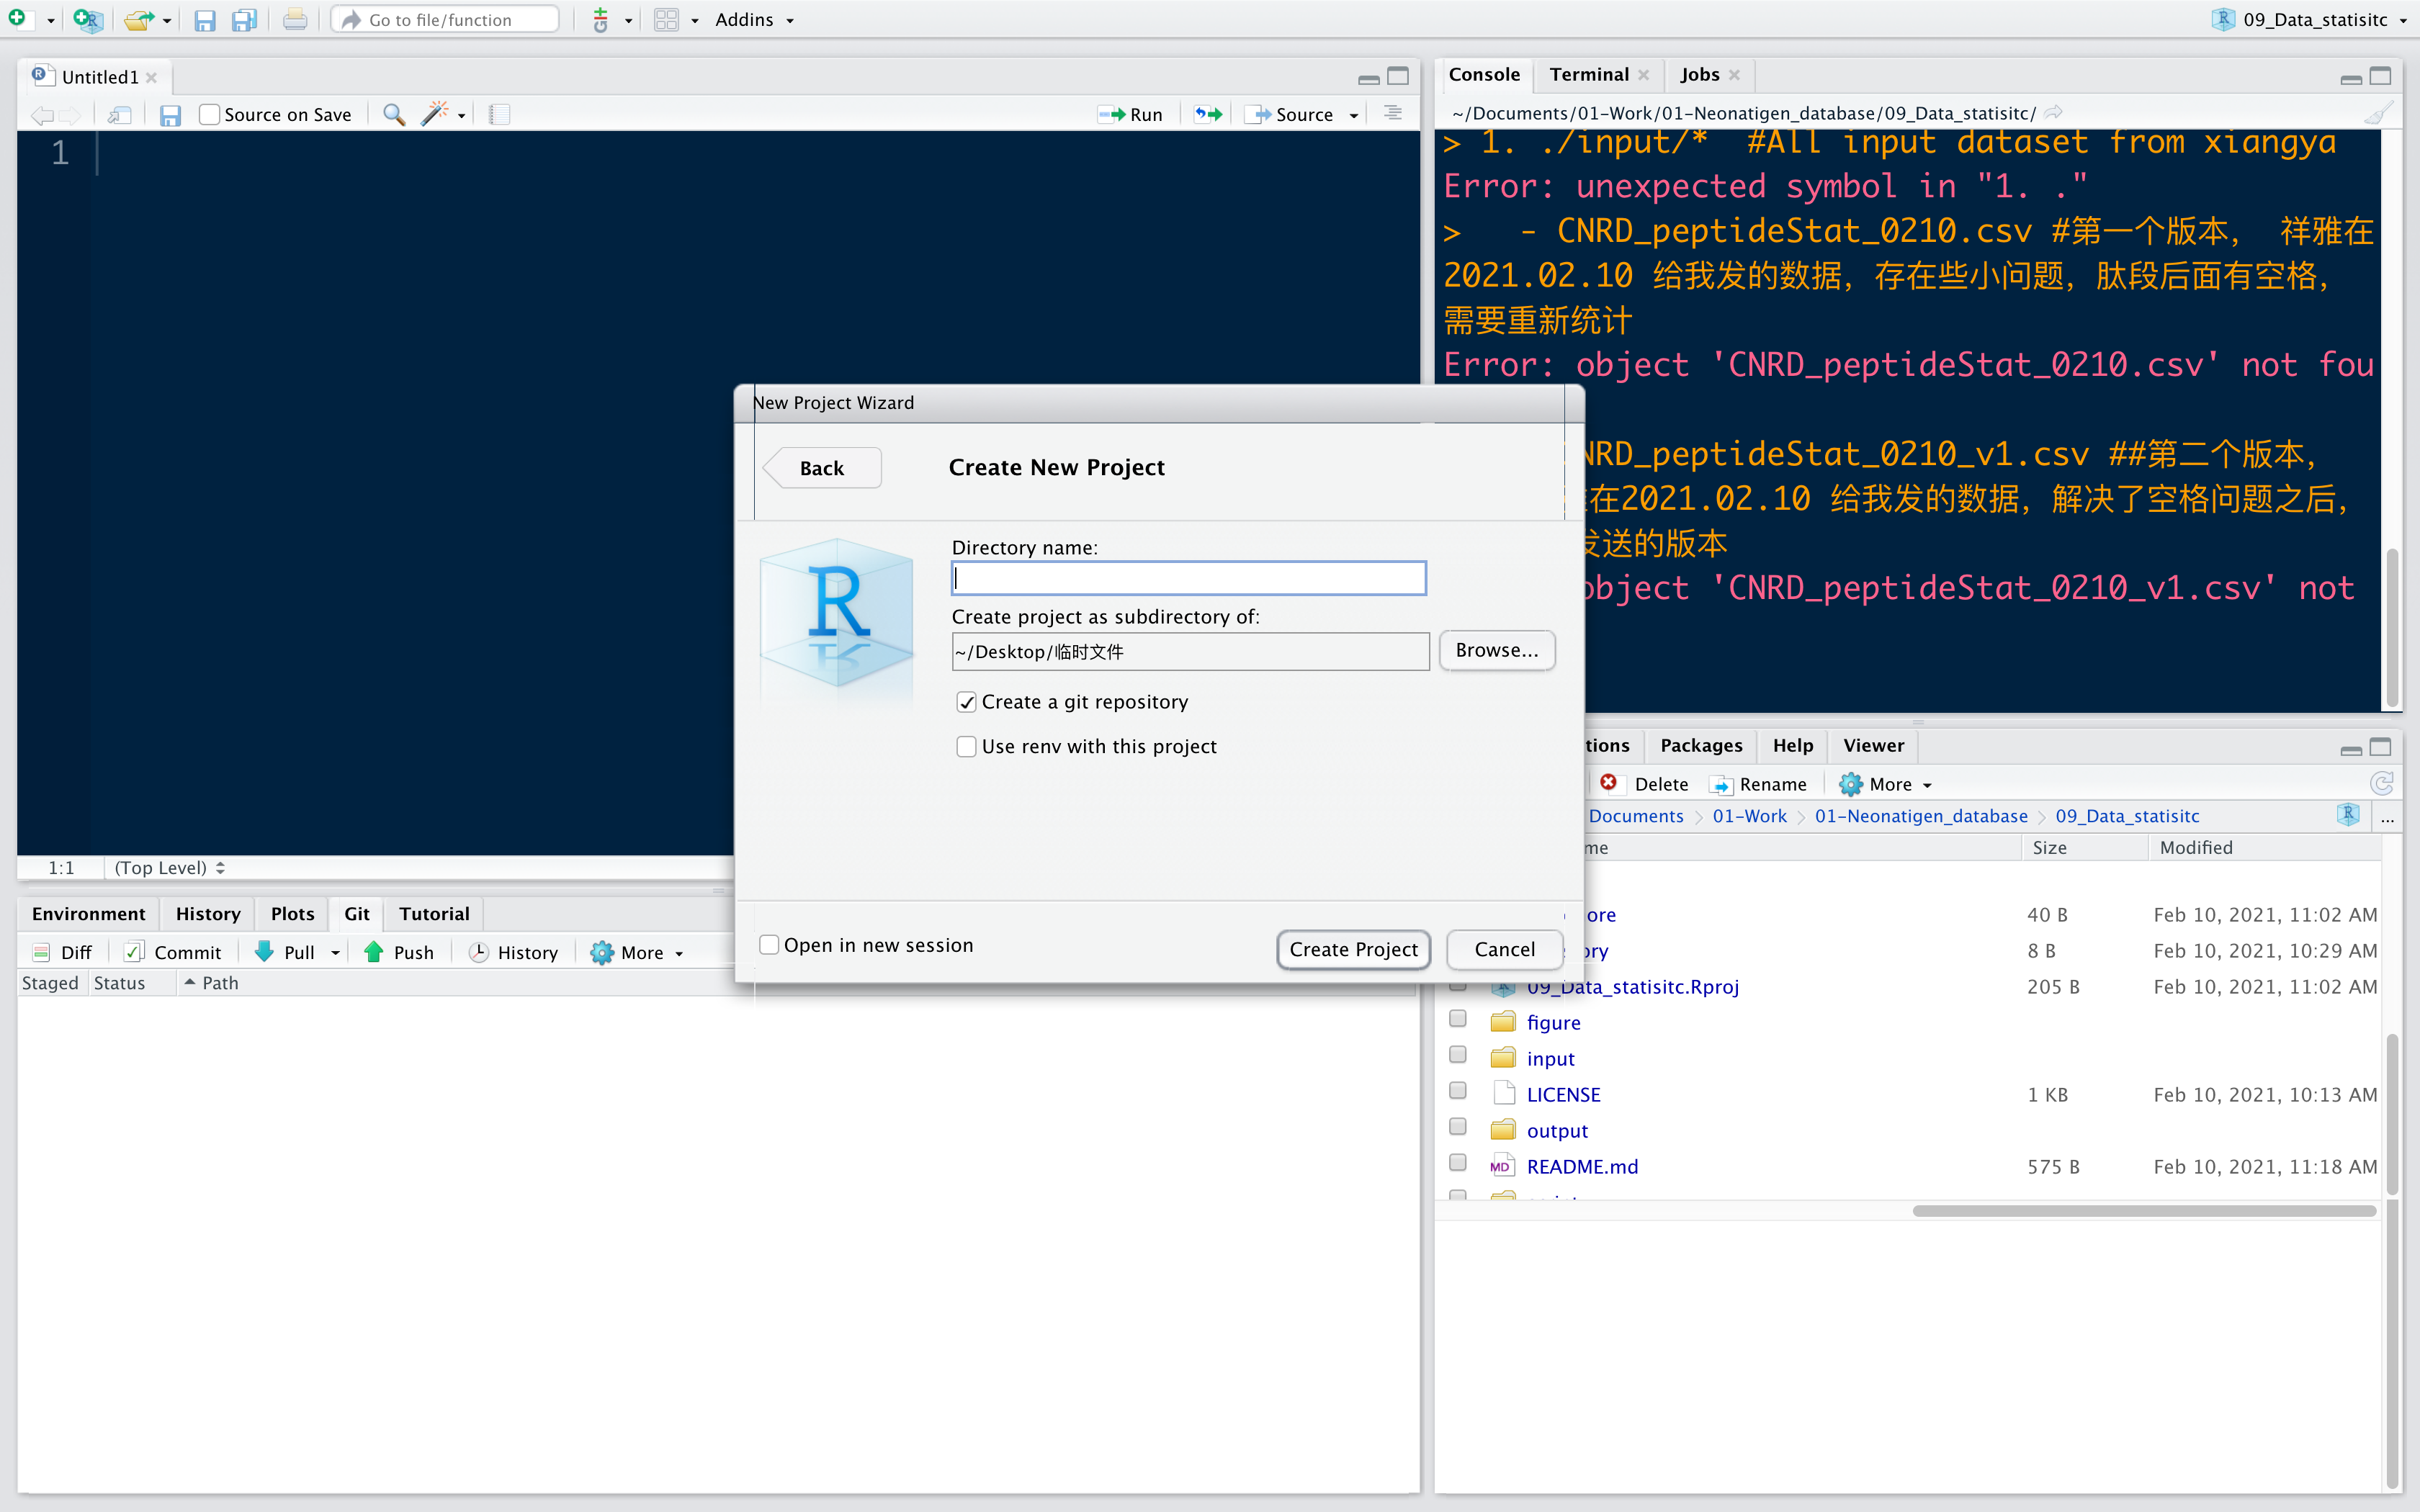 Go to file/function
Addins
09_Data_statisitc
Untitled1
Source on Save
Run
Source
1
1:1
(Top Level)
Console
Terminal
Jobs
~/Documents/01-Work/01-Neonatigen_database/09_Data_statisitc/
> 1. ./input/*  #All input dataset from xiangya
Error: unexpected symbol in "1. ."
>   - CNRD_peptideStat_0210.csv #第一个版本， 祥雅在
2021.02.10 给我发的数据，存在些小问题，肽段后面有空格，
需要重新统计
Error: object 'CNRD_peptideStat_0210.csv' not fou
NRD_peptideStat_0210_v1.csv ##第二个版本，
在2021.02.10 给我发的数据，解决了空格问题之后，
发送的版本
object 'CNRD_peptideStat_0210_v1.csv' not
New Project Wizard
Back
Create New Project
R
Directory name:
Create project as subdirectory of:
~/Desktop/临时文件
Browse...
Create a git repository
Use renv with this project
Open in new session
Create Project
Cancel
Environment
History
Plots
Git
Tutorial
Diff
Commit
Pull
Push
History
More
Staged
Status
Path
tions
Packages
Help
Viewer
Delete
Rename
More
Documents
01-Work
01-Neonatigen_database
09_Data_statisitc
...
me
Size
Modified
ore
40 B
Feb 10, 2021, 11:02 AM
ory
8 B
Feb 10, 2021, 10:29 AM
09_Data_statisitc.Rproj
205 B
Feb 10, 2021, 11:02 AM
figure
input
LICENSE
1 KB
Feb 10, 2021, 10:13 AM
output
MD
README.md
575 B
Feb 10, 2021, 11:18 AM